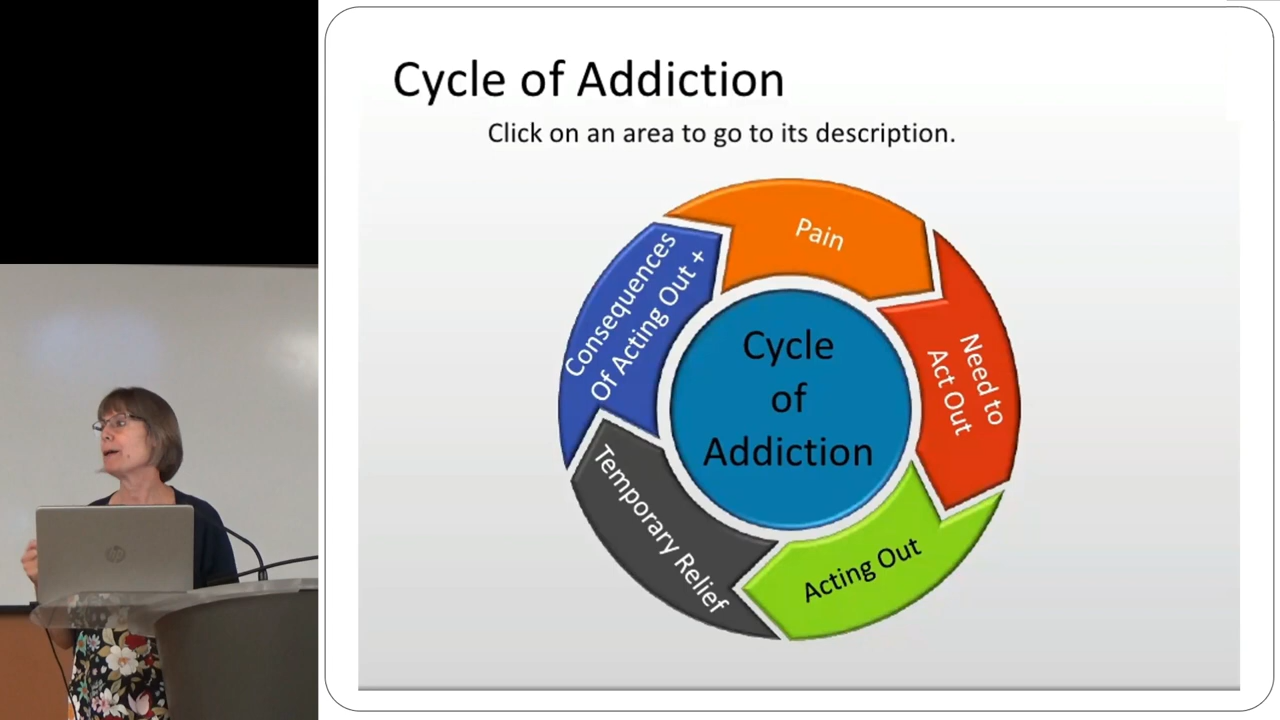 Cycle of Addiction
Click on an area to go to its description.
Pain
Need to
Act Out
Acting Out
Temporary Relief
Consequences
Of Acting Out +
Cycle
of
Addiction
hp